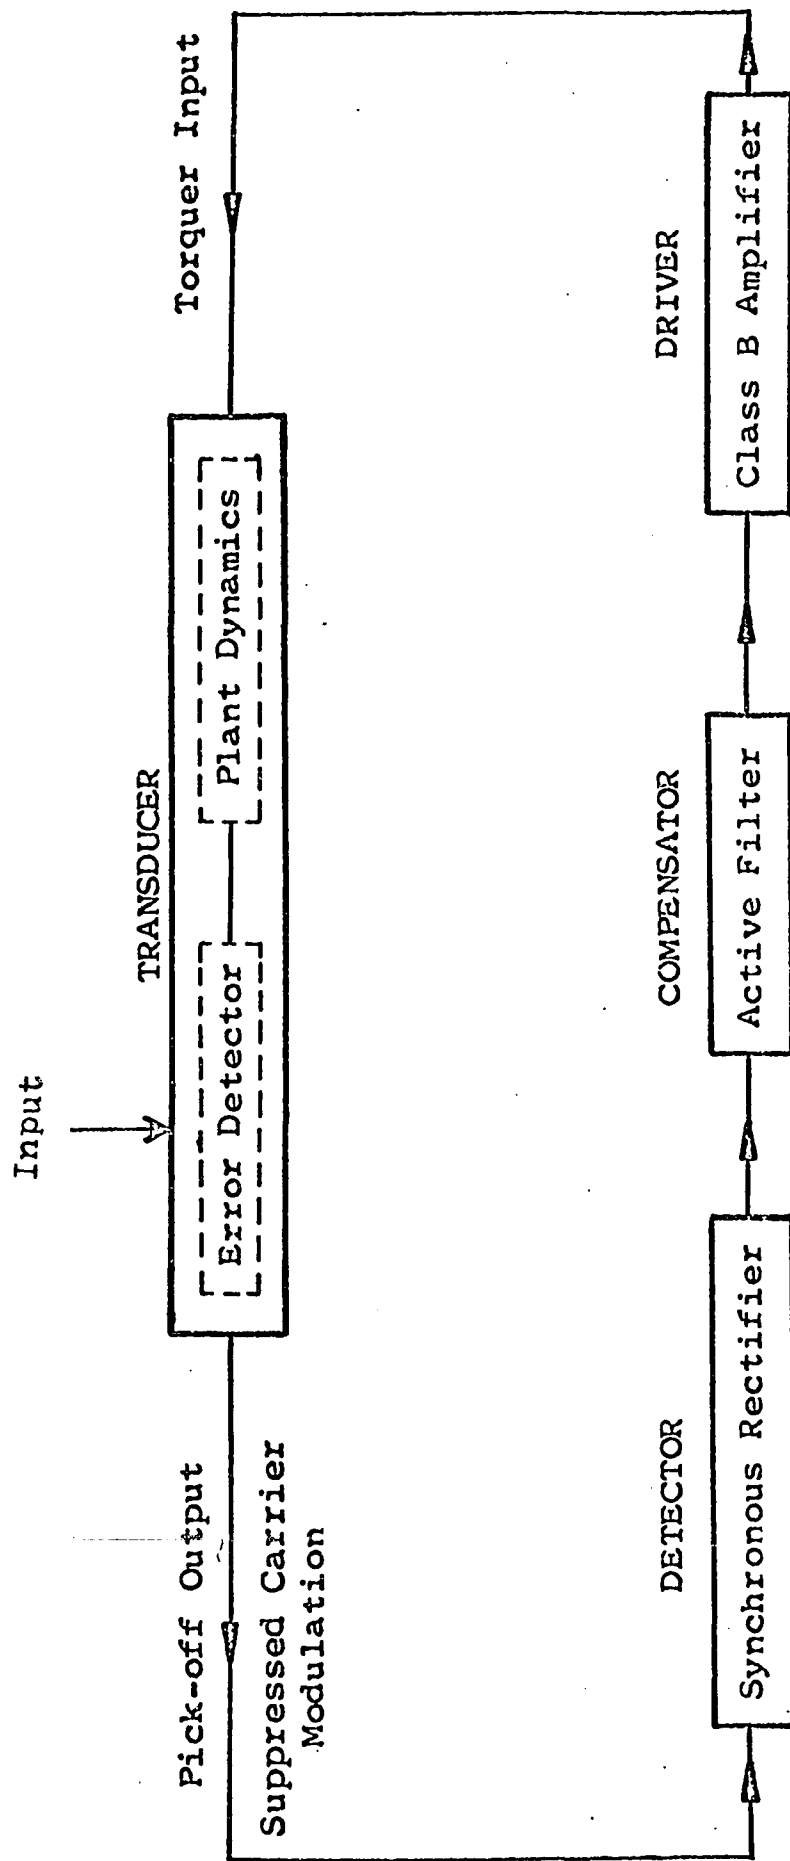 Input
TRANSDUCER
Error Detector
Plant Dynamics
Pick-off Output
Suppressed Carrier
Modulation
Torquer Input
DETECTOR
Synchronous Rectifier
COMPENSATOR
Active Filter
DRIVER
Class B Amplifier